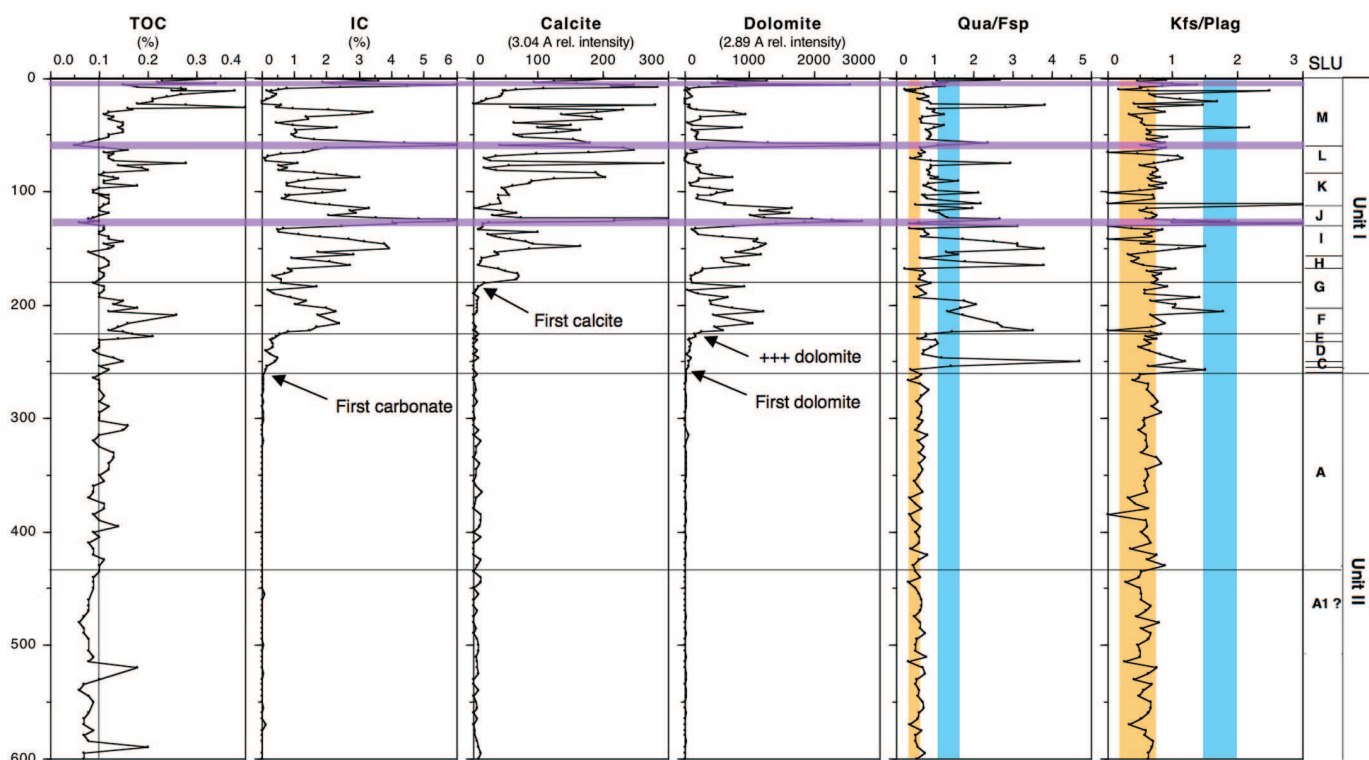 TOC IC Calcite Dolomite Qua/Fsp Kfs/Plag
(%) (%) (3.04 A rel. intensity) (2.89 A rel. intensity)
0.0 0.1 0.2 0.3 0.4 0 1 2 3 4 5 6 0 100 200 300 0 1000 2000 3000 0 1 2 3 4 5 0 1 2 3 SLU
0
M
L
100
K
J
I
H
Unit I
G
200
F
E
D
C
First calcite
+++ dolomite
First carbonate
First dolomite
300
A
400
Unit II
A1 ?
500
600